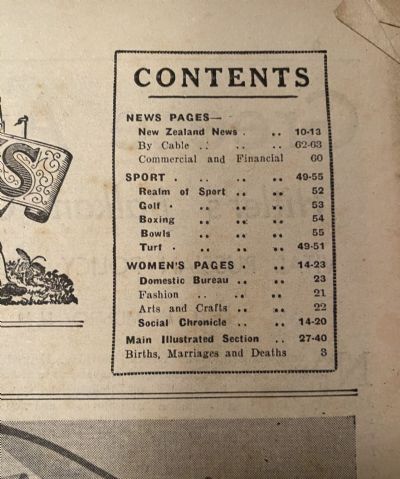 CONTENTS
NEWS PAGES—
New Zealand News . .. 10-13
By Cable .. .. .. 62-63
Commercial and Financial 60
SPORT . .. .. 49-55
Realm of Sport .. .. 52
Golf . .. .. 53
Boxing .. .. 54
Bowls .. .. 55
Turf . .. .. 49-51
WOMEN'S PAGES . .. 14-23
Domestic Bureau .. .. 23
Fashion .. .. .. 21
Arts and Crafts .. .. 22
Social Chronicle .. .. 14-20
Main Illustrated Section .. 27-40
Births, Marriages and Deaths 3
S